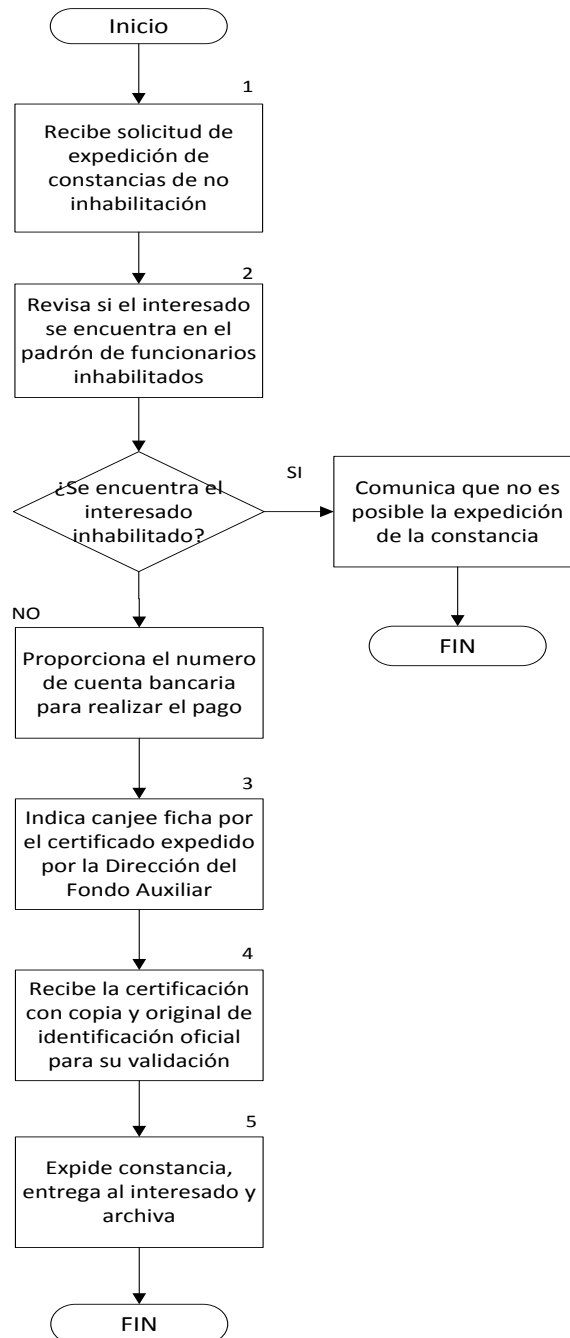 Inicio
1
Recibe solicitud de
expedición de
constancias de no
inhabilitación
2
Revisa si el interesado
se encuentra en el
padrón de funcionarios
inhabilitados
¿Se encuentra el
interesado
inhabilitado?
SI
Comunica que no es
posible la expedición
de la constancia
FIN
NO
Proporciona el numero
de cuenta bancaria
para realizar el pago
3
Indica canjee ficha por
el certificado expedido
por la Dirección del
Fondo Auxiliar
4
Recibe la certificación
con copia y original de
identificación oficial
para su validación
5
Expide constancia,
entrega al interesado y
archiva
FIN